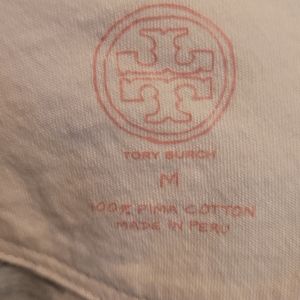 TORY BURCH
M
100% PIMA COTTON
MADE IN PERU